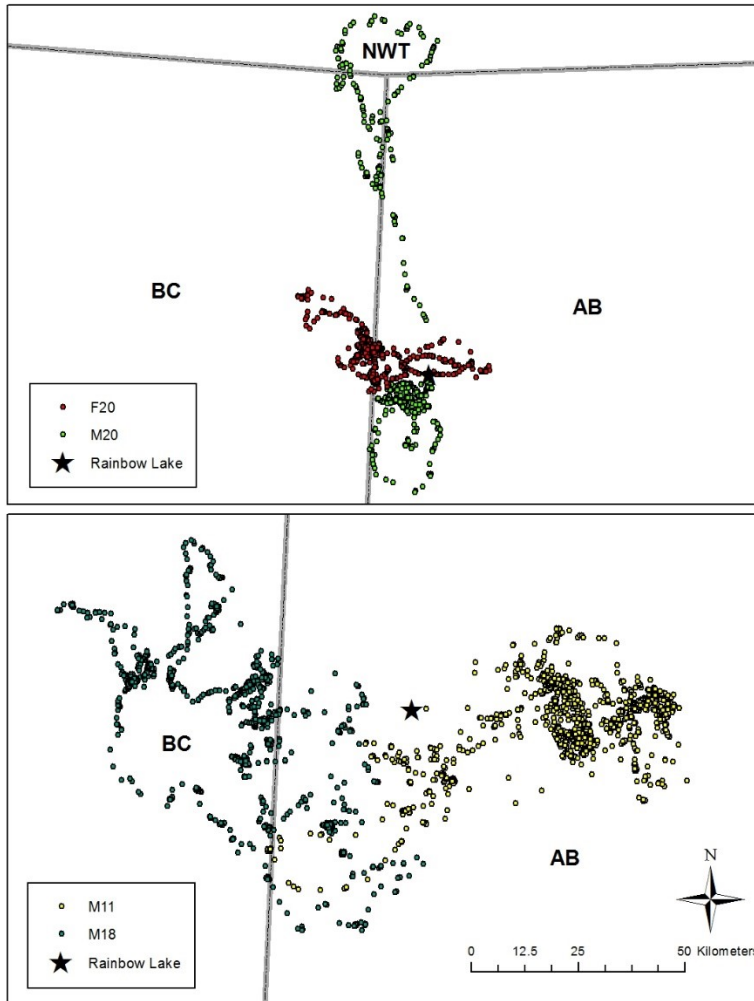 NWT
BC
AB
F20
M20
Rainbow Lake
BC
AB
M11
M18
Rainbow Lake
N
0 12.5 25 50 Kilometers